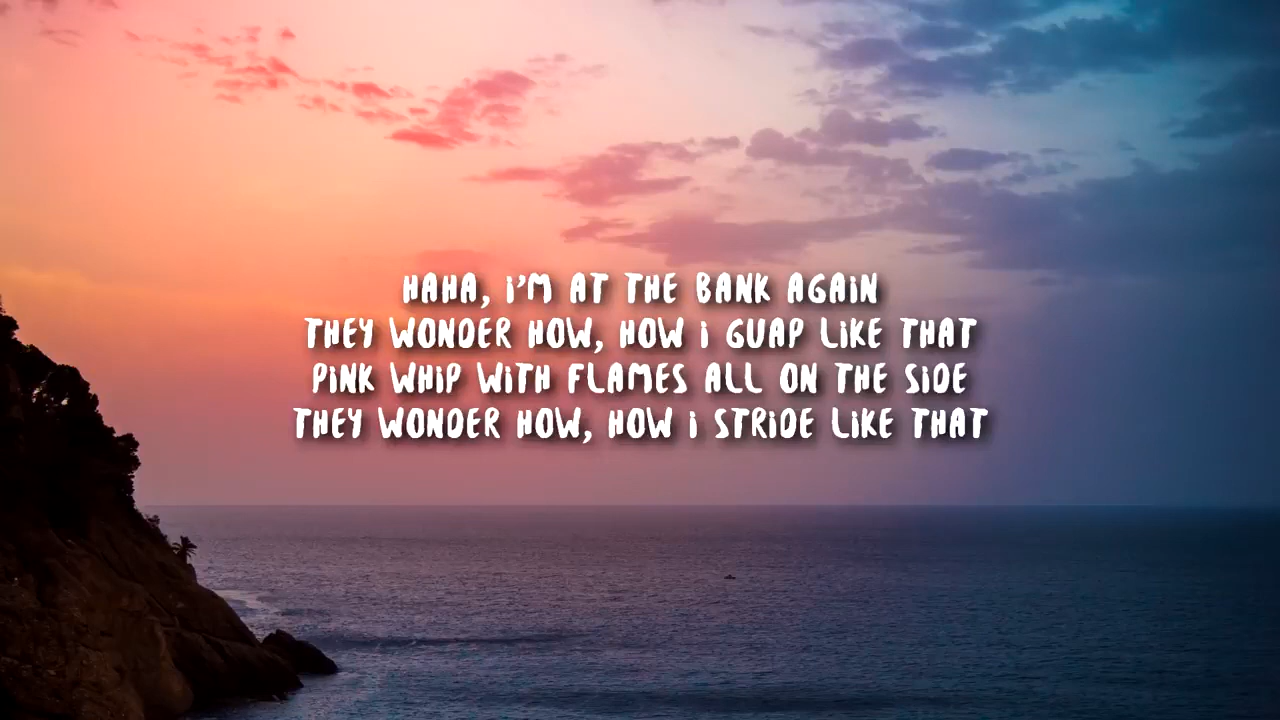 HAHA, i'M AT THE BANK AGAiN
THEY WONDER HOW, HOW i GUAP LiKE THAT
PiNK WHiP WiTH FLAMES ALL ON THE SiDE
THEY WONDER HOW, HOW i STRiDE LiKE THAT